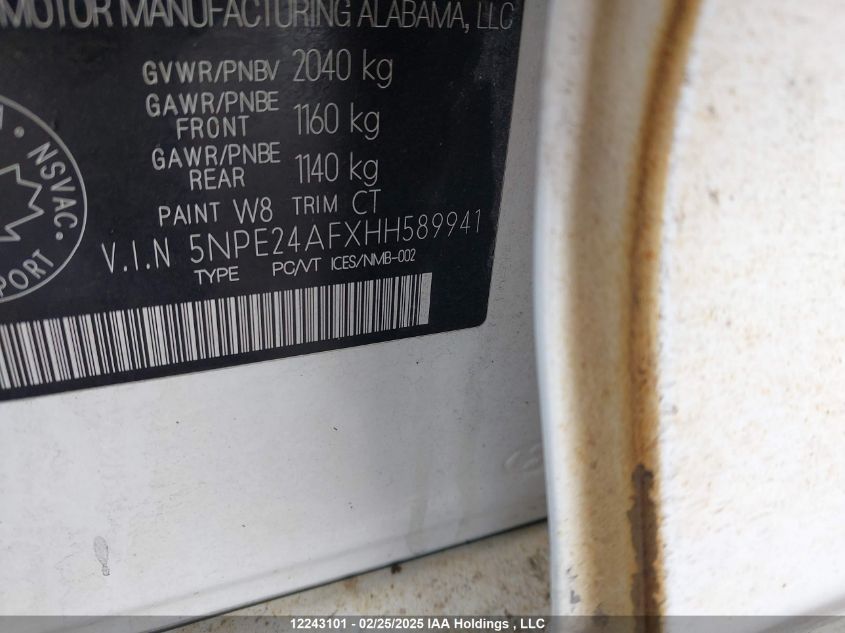 MOTOR MANUFACTURING ALABAMA, LLC
GVWR/PNBV 2040 kg
GAWR/PNBE FRONT 1160 kg
GAWR/PNBE REAR 1140 kg
PAINT W8 TRIM CT
V.I.N 5NPE24AFXHH589941
TYPE PC/VT ICES/NMB-002
NSVAC.
PORT
12243101 - 02/25/2025 IAA Holdings , LLC